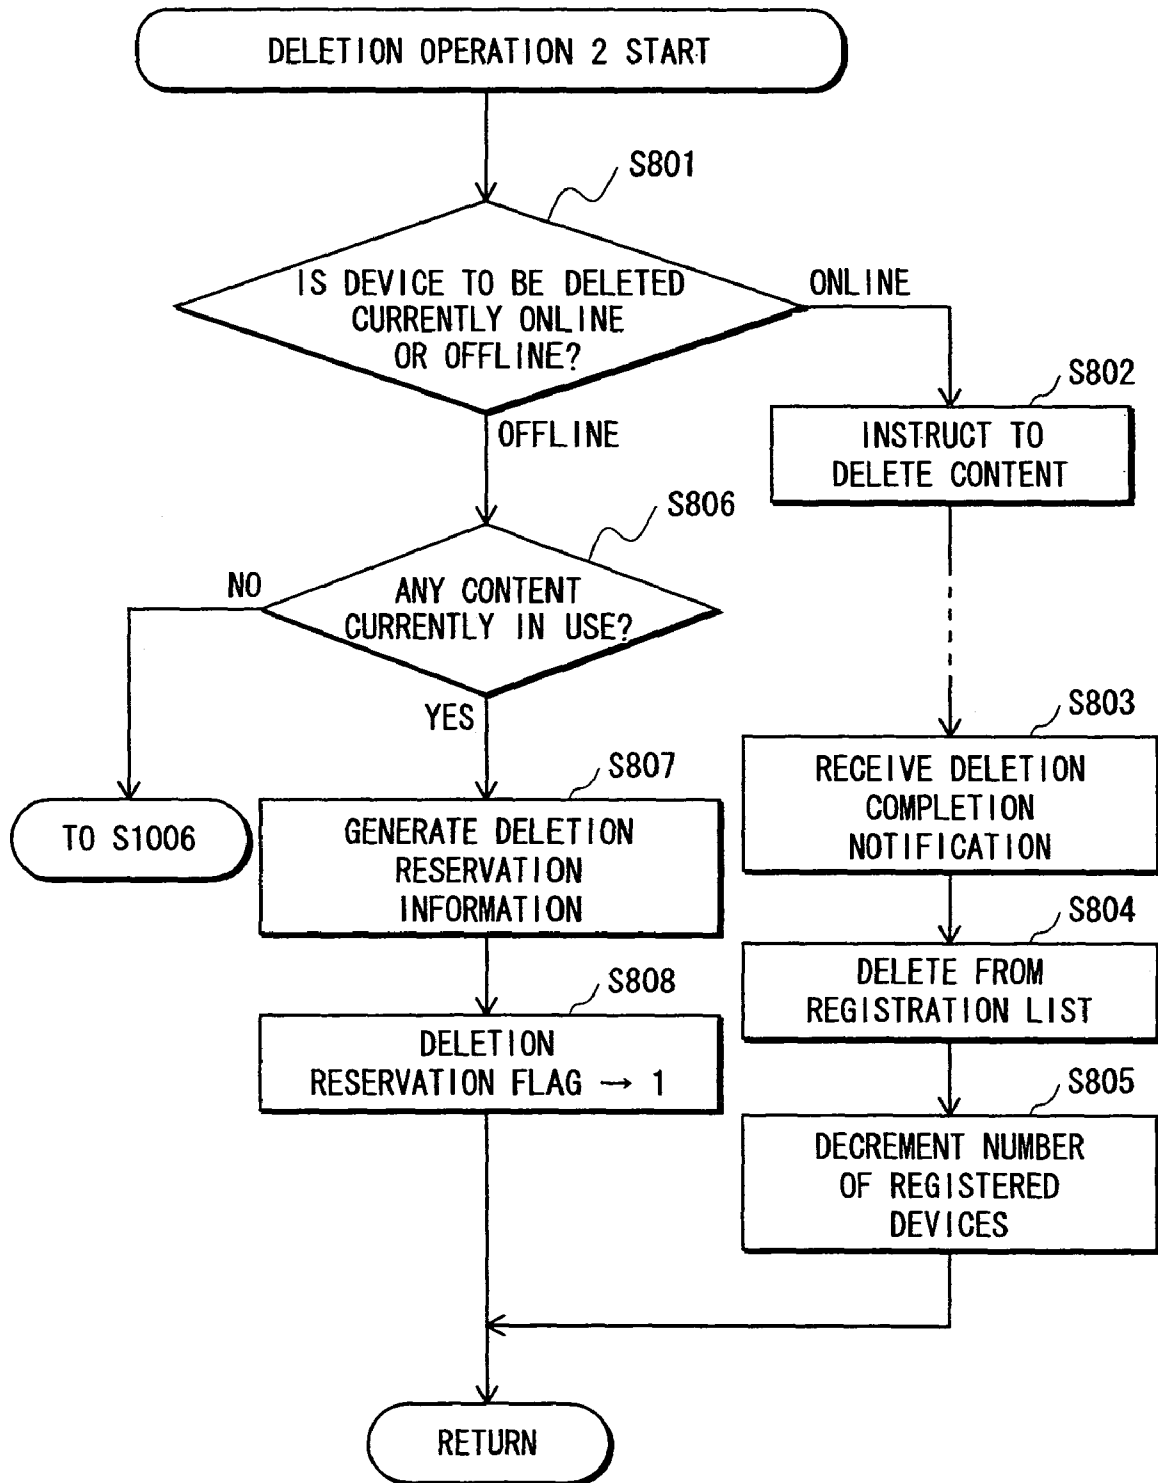 DELETION OPERATION 2 START
S801
IS DEVICE TO BE DELETED
CURRENTLY ONLINE
OR OFFLINE?
ONLINE
OFFLINE
S802
INSTRUCT TO
DELETE CONTENT
S806
ANY CONTENT
CURRENTLY IN USE?
NO
YES
TO S1006
S803
RECEIVE DELETION
COMPLETION
NOTIFICATION
S807
GENERATE DELETION
RESERVATION
INFORMATION
S804
DELETE FROM
REGISTRATION LIST
S808
DELETION
RESERVATION FLAG → 1
S805
DECREMENT NUMBER
OF REGISTERED
DEVICES
RETURN